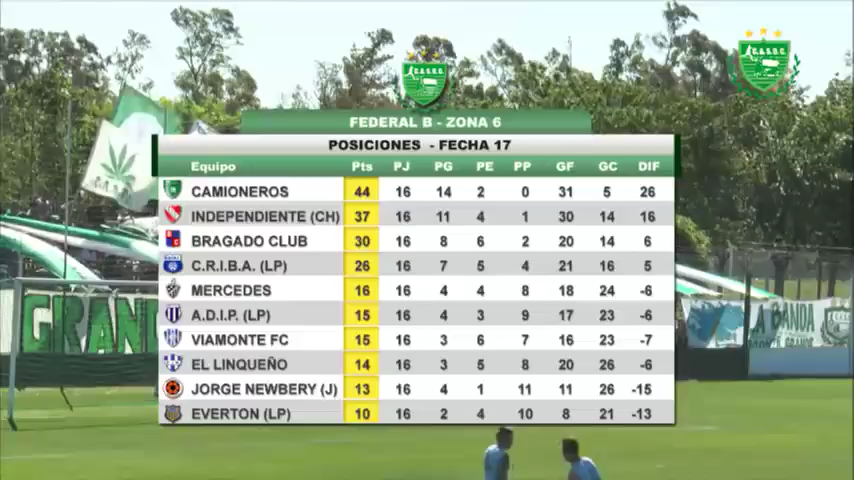 C.A.S.D.C.
FEDERAL B - ZONA 6
POSICIONES - FECHA 17
Equipo Pts PJ PG PE PP GF GC DIF
CAMIONEROS 44 16 14 2 0 31 5 26
INDEPENDIENTE (CH) 37 16 11 4 1 30 14 16
BRAGADO CLUB 30 16 8 6 2 20 14 6
C.R.I.B.A. (LP) 26 16 7 5 4 21 16 5
MERCEDES 16 16 4 4 8 18 24 -6
A.D.I.P. (LP) 15 16 4 3 9 17 23 -6
VIAMONTE FC 15 16 3 6 7 16 23 -7
EL LINQUEÑO 14 16 3 5 8 20 26 -6
JORGE NEWBERY (J) 13 16 4 1 11 11 26 -15
EVERTON (LP) 10 16 2 4 10 8 21 -13
GRAN
LA BANDA